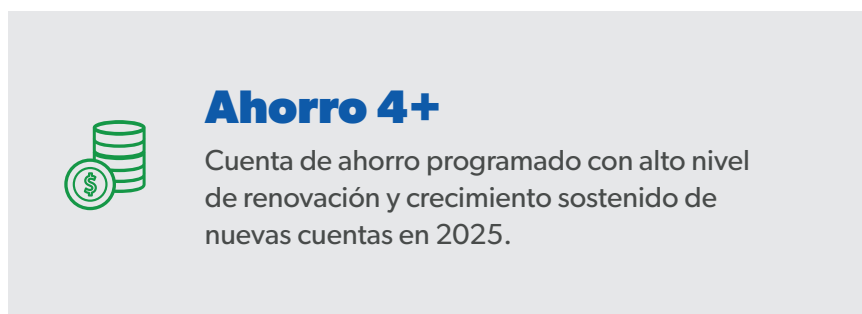 Ahorro 4+
Cuenta de ahorro programado con alto nivel
de renovación y crecimiento sostenido de
nuevas cuentas en 2025.
$